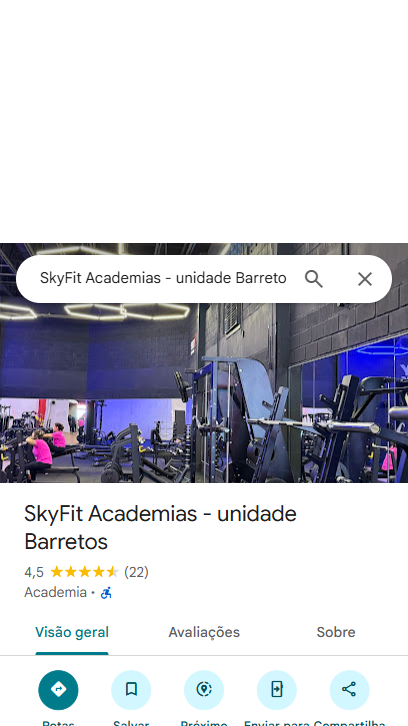 SkyFit Academias - unidade Barreto
SkyFit Academias - unidade
Barretos
4,5 (22)
Academia ·
Visão geral Avaliações Sobre
Rotas Salvar Próximo Enviar para Compartilha